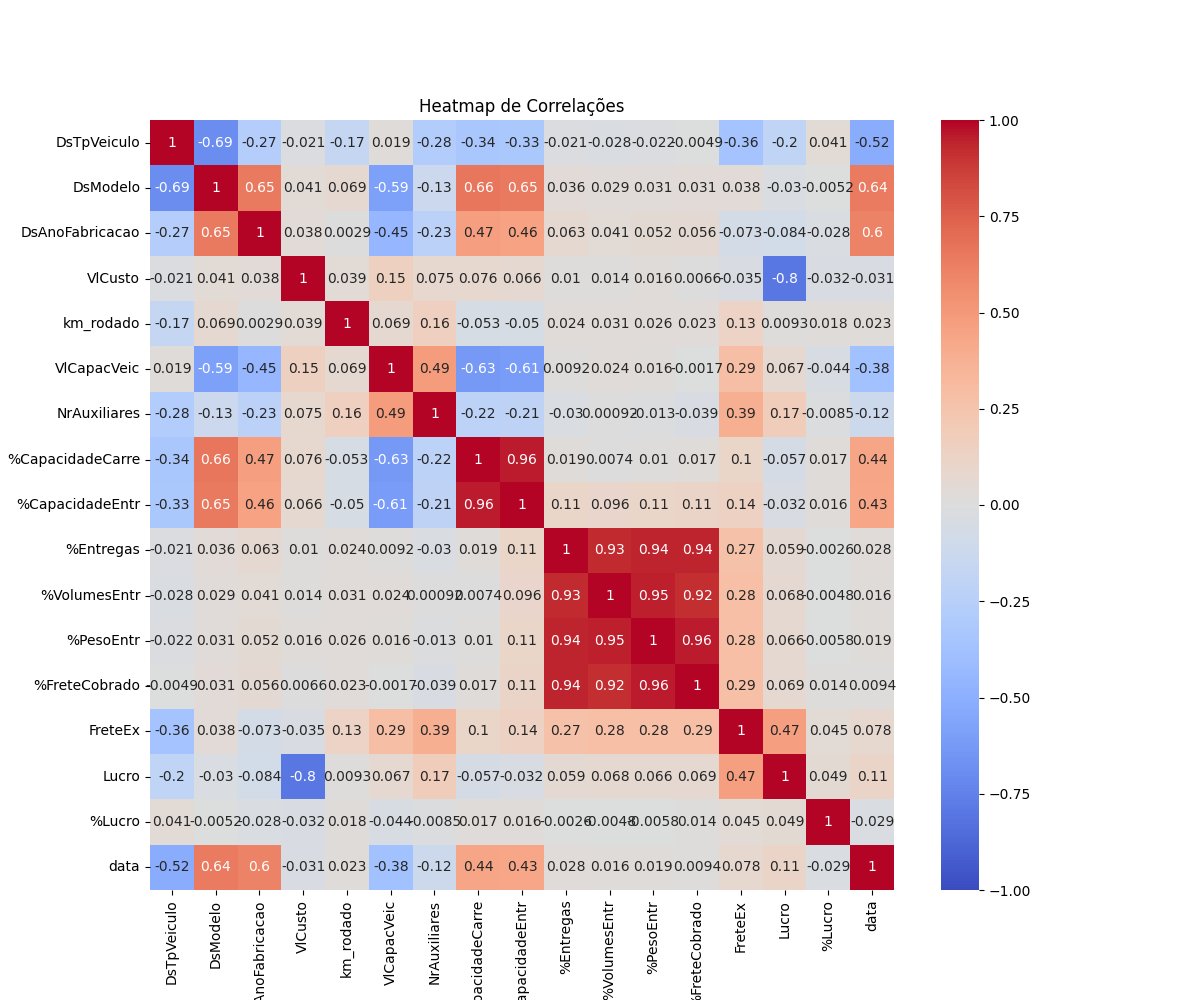 Heatmap de Correlações
DsTpVeiculo 1 -0.69 -0.27 -0.021 -0.17 0.019 -0.28 -0.34 -0.33 -0.021 -0.028 -0.022 -0.0049 -0.36 -0.2 0.041 -0.52
DsModelo -0.69 1 0.65 0.041 0.069 -0.59 -0.13 0.66 0.65 0.036 0.029 0.031 0.031 0.038 -0.03 -0.0052 0.64
DsAnoFabricacao -0.27 0.65 1 0.038 0.0029 -0.45 -0.23 0.47 0.46 0.063 0.041 0.052 0.056 -0.073 -0.084 -0.028 0.6
VlCusto -0.021 0.041 0.038 1 0.039 0.15 0.075 0.076 0.066 0.01 0.014 0.016 0.0066 -0.035 -0.8 -0.032 -0.031
km_rodado -0.17 0.069 0.0029 0.039 1 0.069 0.16 -0.053 -0.05 0.024 0.031 0.026 0.023 0.13 0.0093 0.018 0.023
VlCapacVeic 0.019 -0.59 -0.45 0.15 0.069 1 0.49 -0.63 -0.61 0.0092 0.024 0.016 -0.0017 0.29 0.067 -0.044 -0.38
NrAuxiliares -0.28 -0.13 -0.23 0.075 0.16 0.49 1 -0.22 -0.21 -0.03 0.00092 -0.013 -0.039 0.39 0.17 -0.0085 -0.12
%CapacidadeCarre -0.34 0.66 0.47 0.076 -0.053 -0.63 -0.22 1 0.96 0.019 0.0074 0.01 0.017 0.1 -0.057 0.017 0.44
%CapacidadeEntr -0.33 0.65 0.46 0.066 -0.05 -0.61 -0.21 0.96 1 0.11 0.096 0.11 0.11 0.14 -0.032 0.016 0.43
%Entregas -0.021 0.036 0.063 0.01 0.024 0.0092 -0.03 0.019 0.11 1 0.93 0.94 0.94 0.27 0.059 -0.0026 0.028
%VolumesEntr -0.028 0.029 0.041 0.014 0.031 0.024 0.00092 0.0074 0.096 0.93 1 0.95 0.92 0.28 0.068 -0.0048 0.016
%PesoEntr -0.022 0.031 0.052 0.016 0.026 0.016 -0.013 0.01 0.11 0.94 0.95 1 0.96 0.28 0.066 -0.0058 0.019
%FreteCobrado -0.0049 0.031 0.056 0.0066 0.023 -0.0017 -0.039 0.017 0.11 0.94 0.92 0.96 1 0.29 0.069 0.014 0.0094
FreteEx -0.36 0.038 -0.073 -0.035 0.13 0.29 0.39 0.1 0.14 0.27 0.28 0.28 0.29 1 0.47 0.045 0.078
Lucro -0.2 -0.03 -0.084 -0.8 0.0093 0.067 0.17 -0.057 -0.032 0.059 0.068 0.066 0.069 0.47 1 0.049 0.11
%Lucro 0.041 -0.0052 -0.028 -0.032 0.018 -0.044 -0.0085 0.017 0.016 -0.0026 -0.0048 -0.0058 0.014 0.045 0.049 1 -0.029
data -0.52 0.64 0.6 -0.031 0.023 -0.38 -0.12 0.44 0.43 0.028 0.016 0.019 0.0094 0.078 0.11 -0.029 1
DsTpVeiculo
DsModelo
AnoFabricacao
VlCusto
km_rodado
VlCapacVeic
NrAuxiliares
pacidadeCarre
apacidadeEntr
%Entregas
%VolumesEntr
%PesoEntr
%FreteCobrado
FreteEx
Lucro
%Lucro
data
1.00
0.75
0.50
0.25
0.00
−0.25
−0.50
−0.75
−1.00